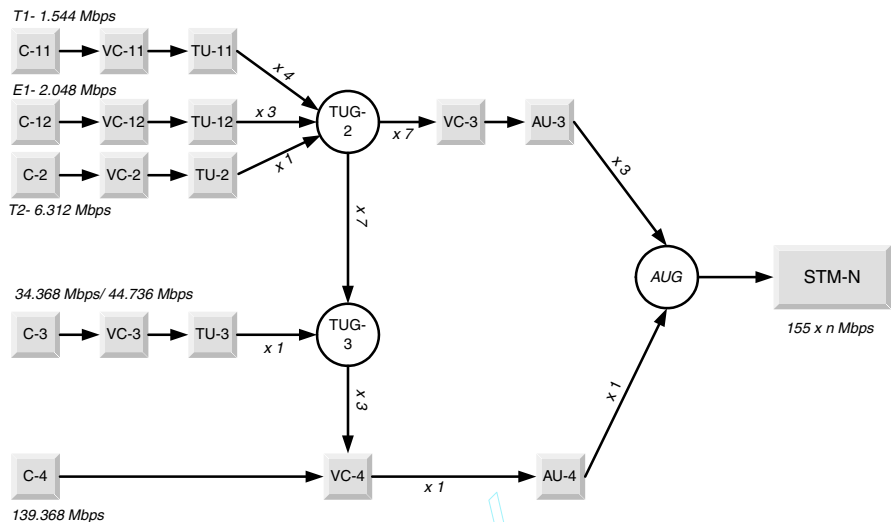 T1- 1.544 Mbps
C-11
VC-11
TU-11
x 4
E1- 2.048 Mbps
C-12
VC-12
TU-12
x 3
TUG-
2
x 7
VC-3
AU-3
x 3
C-2
VC-2
TU-2
x 1
T2- 6.312 Mbps
x 7
AUG
STM-N
155 x n Mbps
34.368 Mbps/ 44.736 Mbps
C-3
VC-3
TU-3
x 1
TUG-
3
x 3
x 1
C-4
VC-4
x 1
AU-4
139.368 Mbps